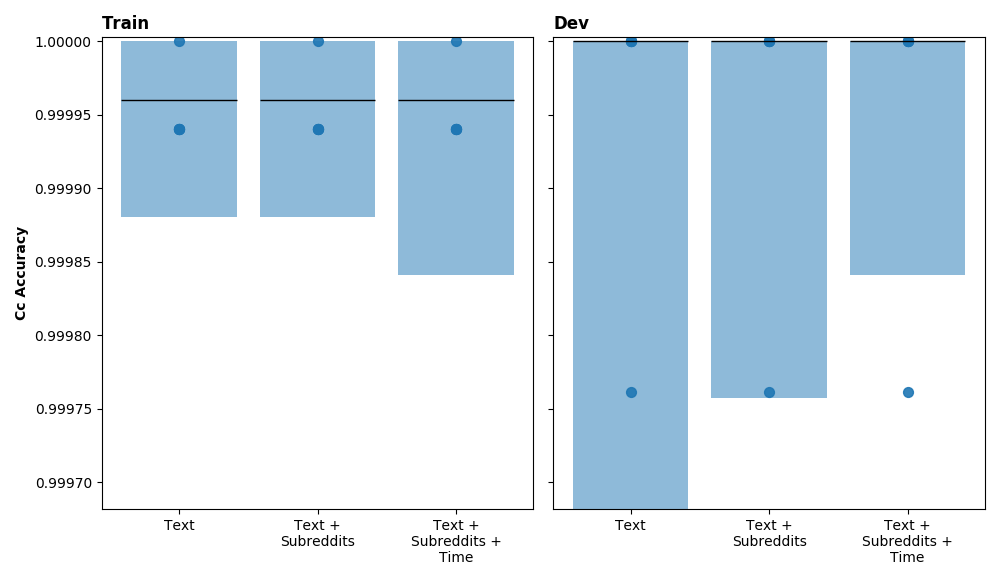 Train
Dev
Cc Accuracy
1.00000
0.99995
0.99990
0.99985
0.99980
0.99975
0.99970
Text
Text +
Subreddits
Text +
Subreddits +
Time
Text
Text +
Subreddits
Text +
Subreddits +
Time